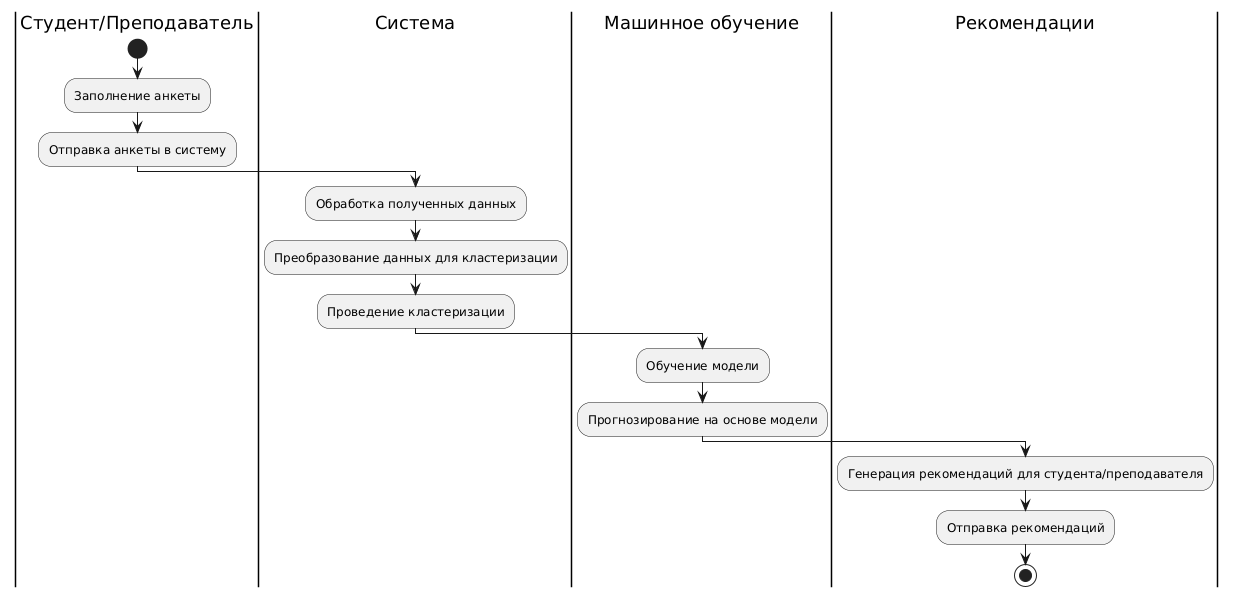 Студент/Преподаватель
Система
Машинное обучение
Рекомендации
Заполнение анкеты
Отправка анкеты в систему
Обработка полученных данных
Преобразование данных для кластеризации
Проведение кластеризации
Обучение модели
Прогнозирование на основе модели
Генерация рекомендаций для студента/преподавателя
Отправка рекомендаций